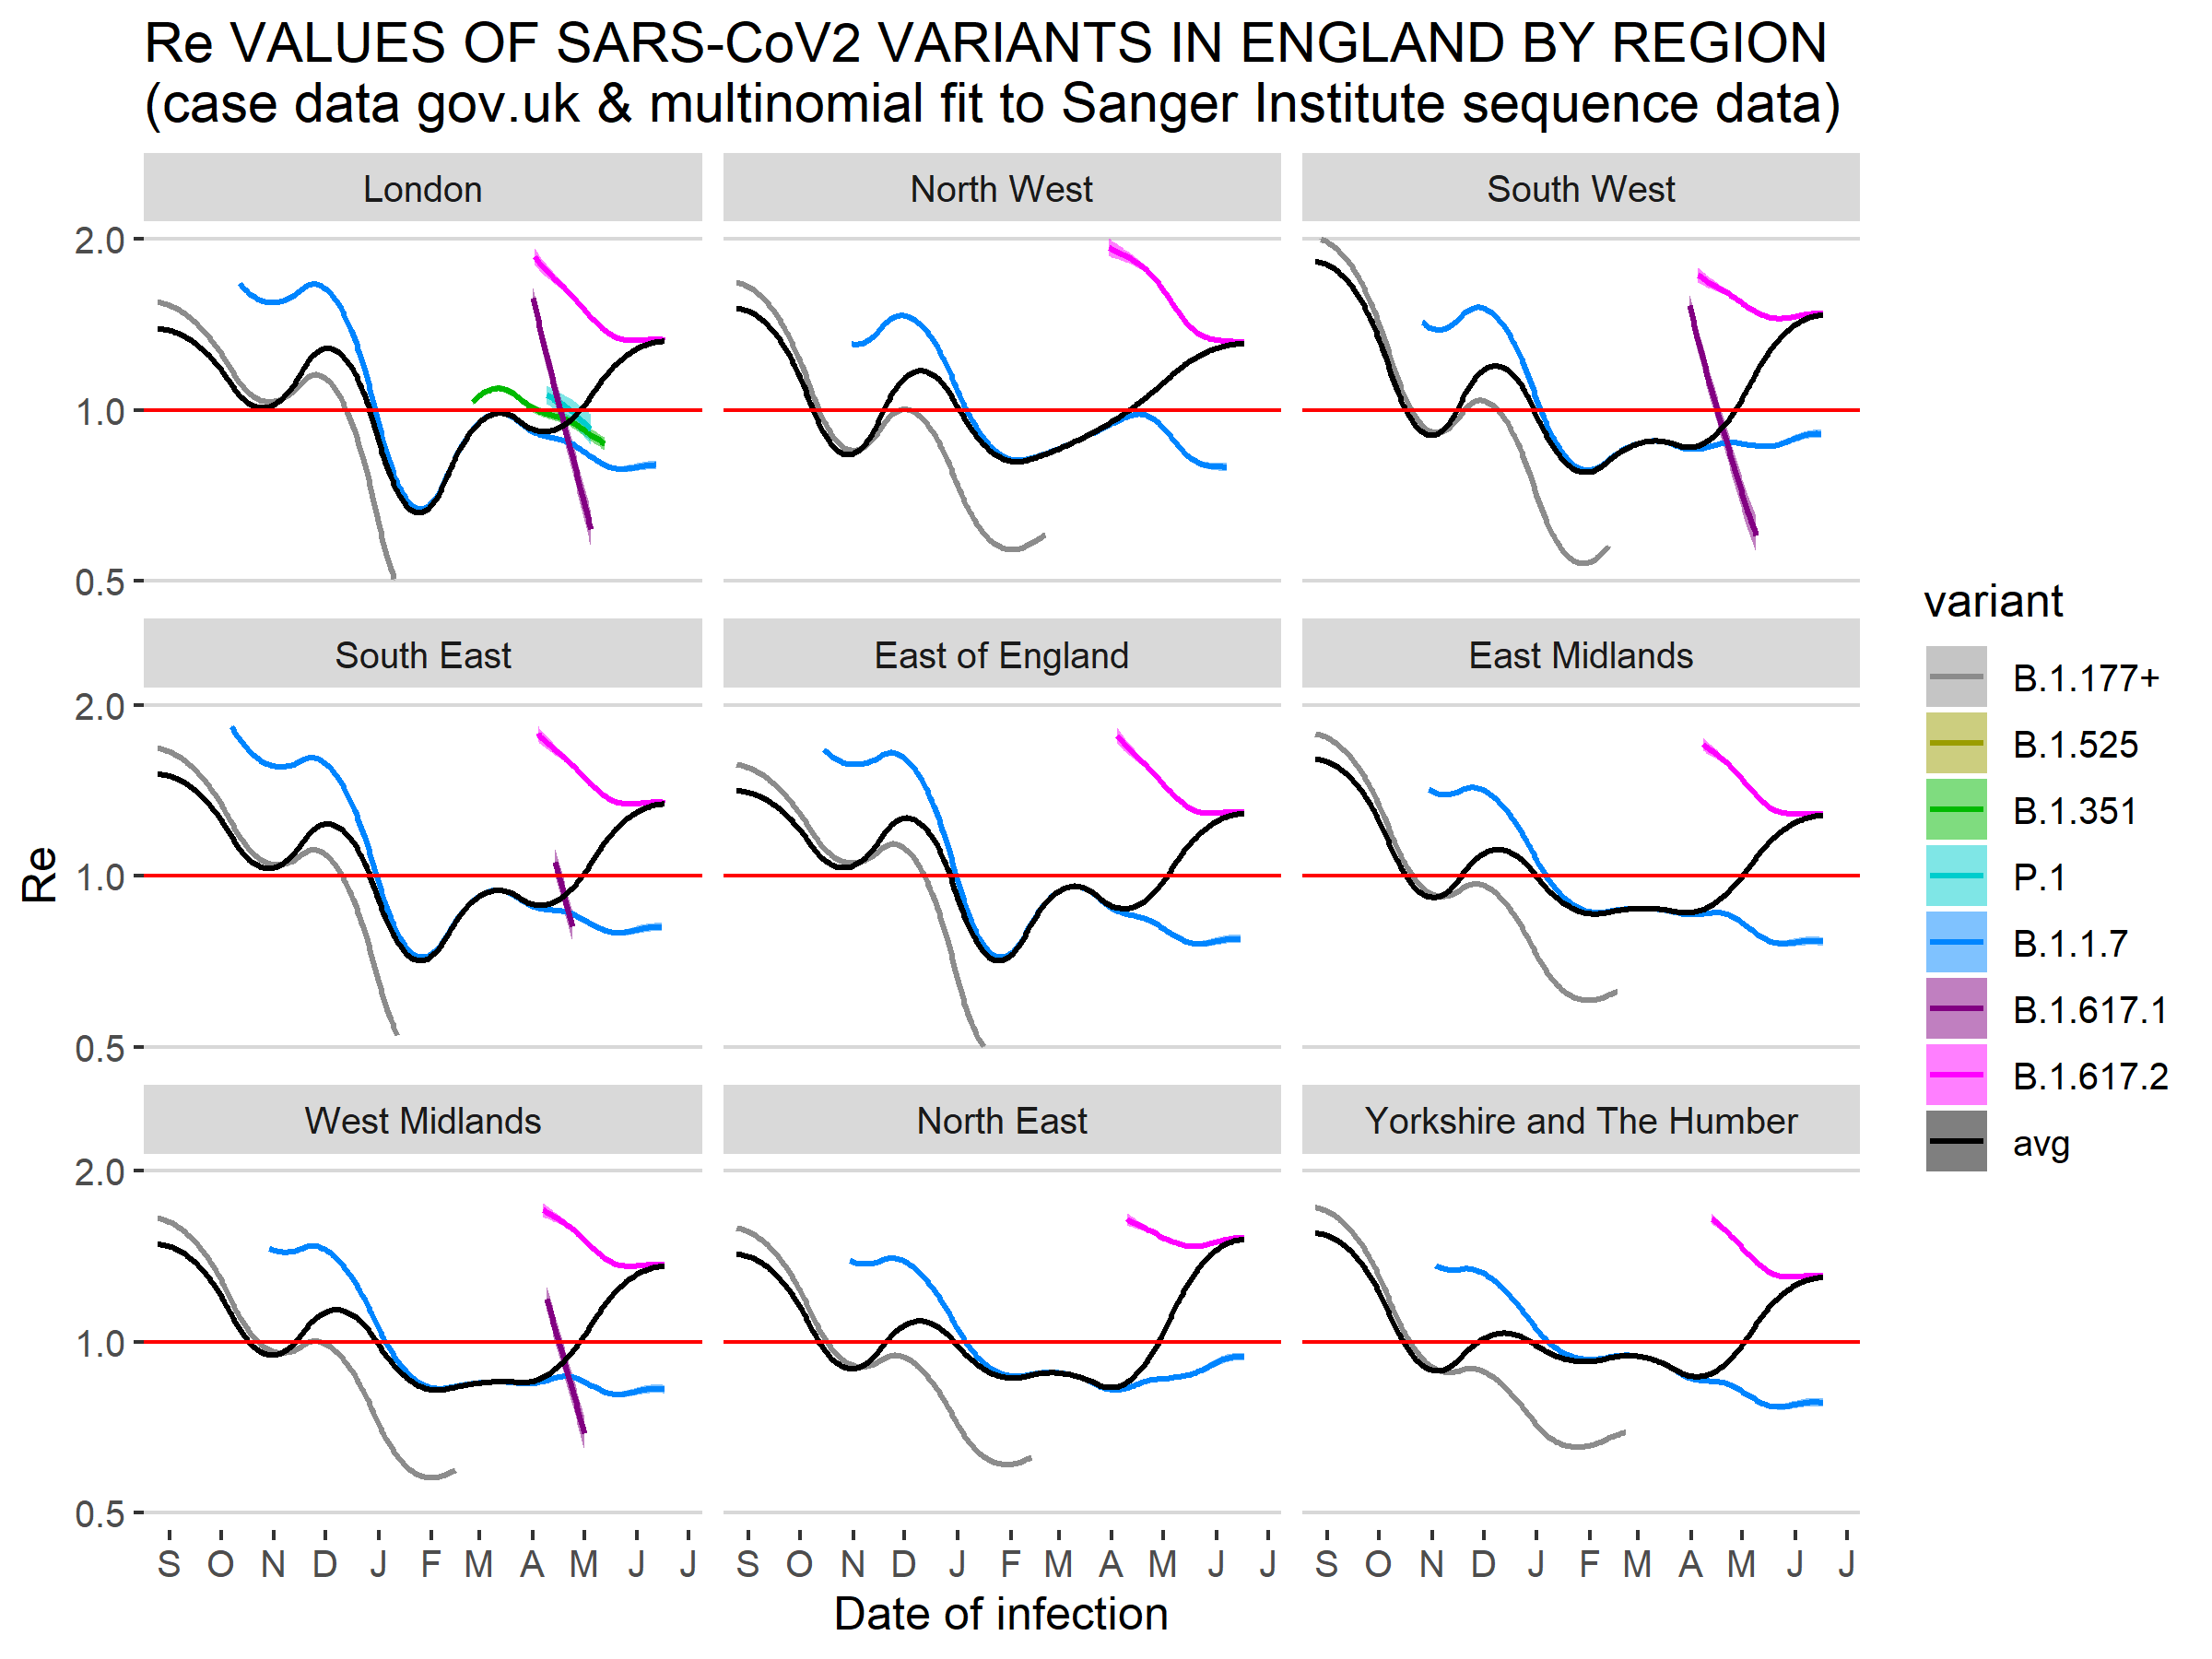 Re VALUES OF SARS-CoV2 VARIANTS IN ENGLAND BY REGION
(case data gov.uk & multinomial fit to Sanger Institute sequence data)
London
North West
South West
2.0
1.0
0.5
South East
East of England
East Midlands
2.0
1.0
0.5
West Midlands
North East
Yorkshire and The Humber
2.0
1.0
0.5
Re
S O N D J F M A M J J
S O N D J F M A M J J
S O N D J F M A M J J
Date of infection
variant
B.1.177+
B.1.525
B.1.351
P.1
B.1.1.7
B.1.617.1
B.1.617.2
avg